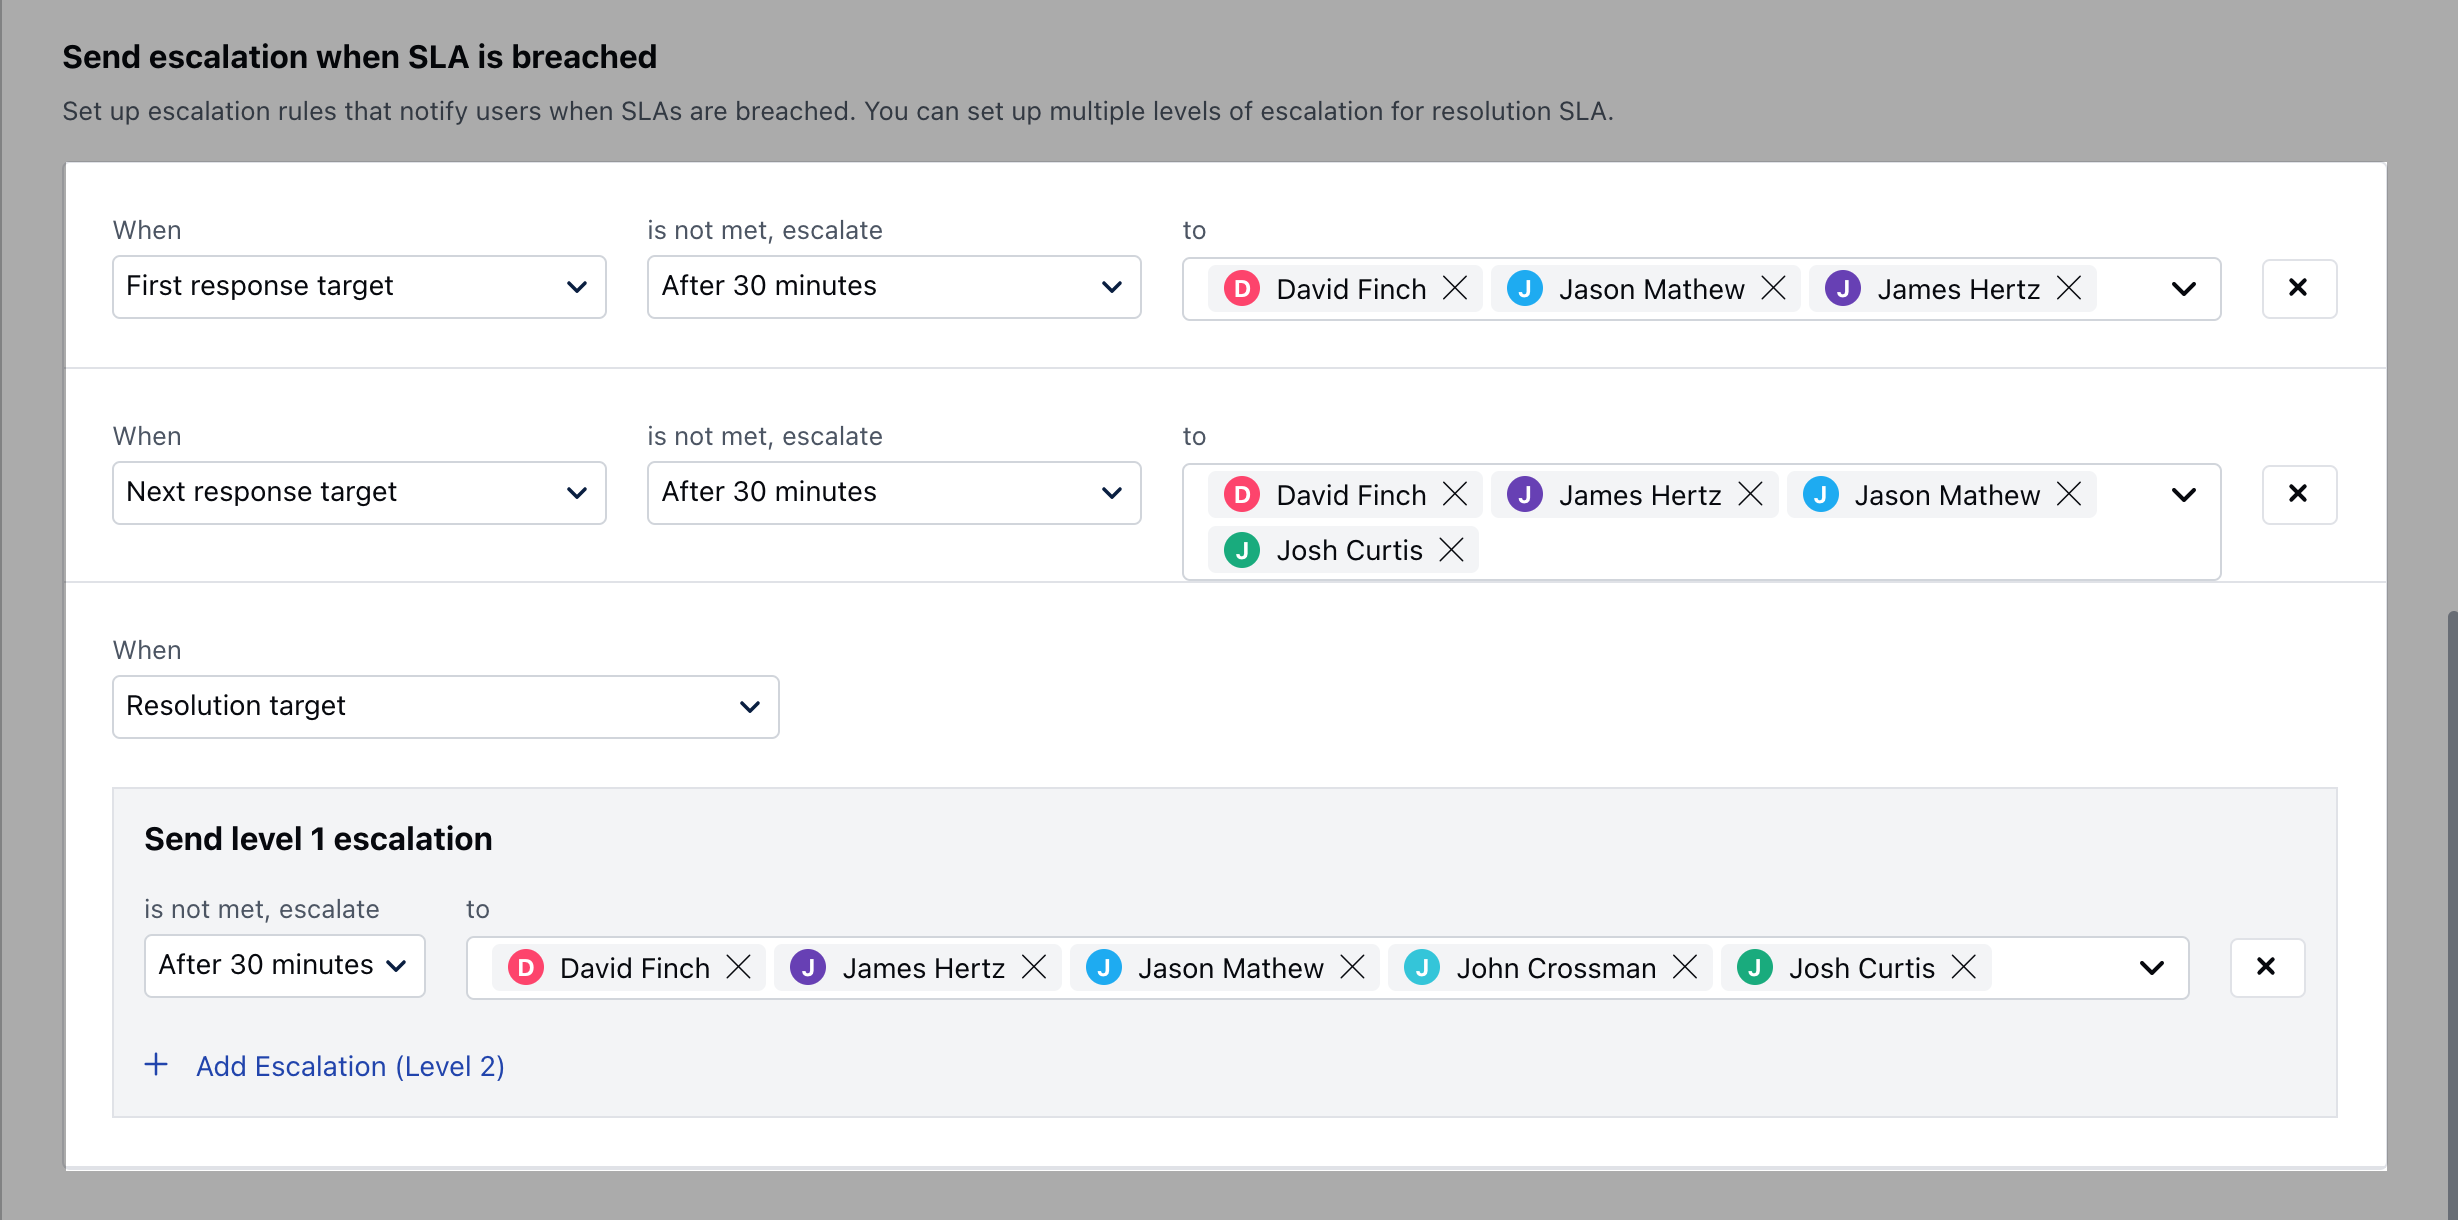 Send escalation when SLA is breached
Set up escalation rules that notify users when SLAs are breached. You can set up multiple levels of escalation for resolution SLA.
When is not met, escalate to
First response target After 30 minutes D David Finch J Jason Mathew J James Hertz
When is not met, escalate to
Next response target After 30 minutes D David Finch J James Hertz J Jason Mathew
J Josh Curtis
When
Resolution target
Send level 1 escalation
is not met, escalate to
After 30 minutes D David Finch J James Hertz J Jason Mathew J John Crossman J Josh Curtis
+ Add Escalation (Level 2)